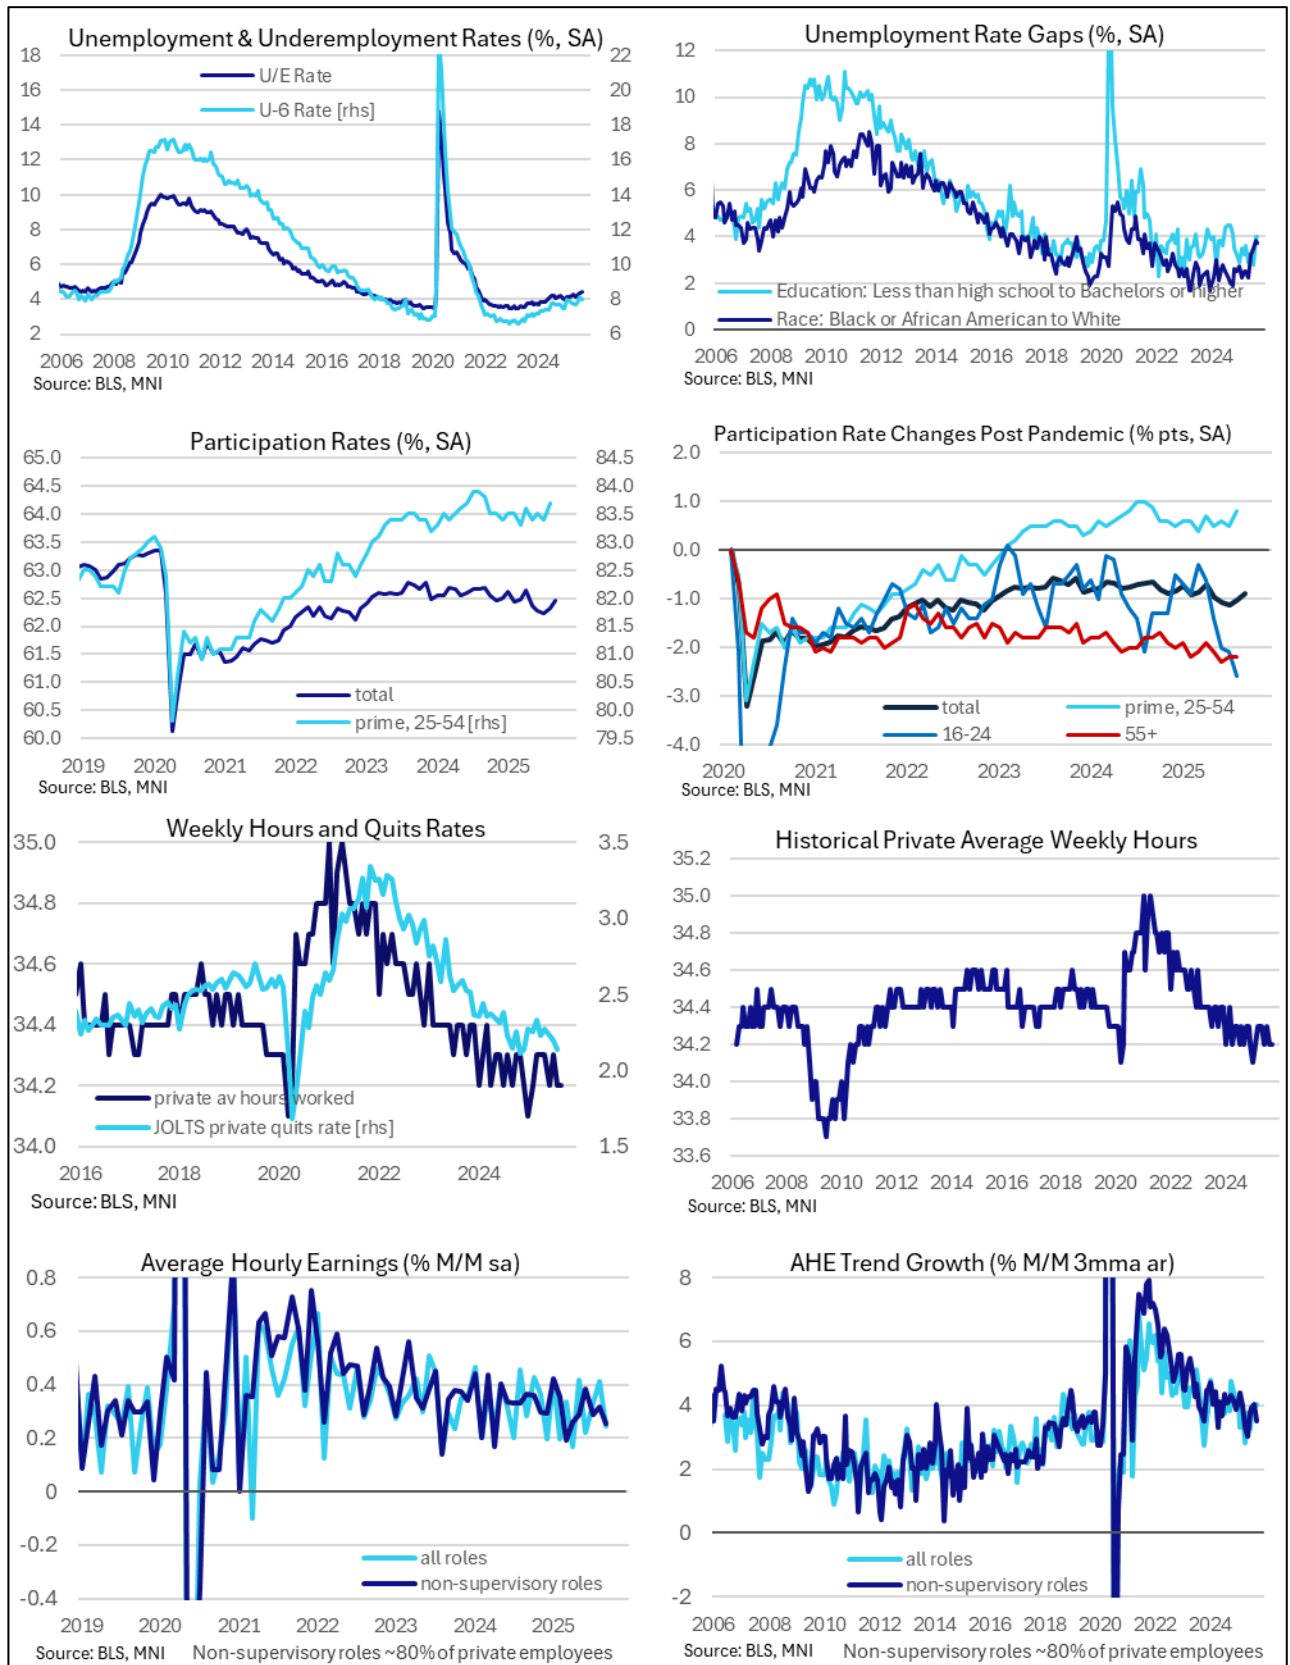 Unemployment & Underemployment Rates (%, SA)
18 22
U/E Rate
16 20
U-6 Rate [rhs]
14 18
12 16
10 14
8 12
6 10
4 8
2 6
2006 2008 2010 2012 2014 2016 2018 2020 2022 2024
Source: BLS, MNI
Unemployment Rate Gaps (%, SA)
12
10
8
6
4
2
Education: Less than high school to Bachelors or higher
Race: Black or African American to White
0
2006 2008 2010 2012 2014 2016 2018 2020 2022 2024
Source: BLS, MNI
Participation Rates (%, SA)
65.0 84.5
64.5 84.0
64.0 83.5
63.5 83.0
63.0 82.5
62.5 82.0
62.0 81.5
61.5 81.0
61.0 80.5
total
60.5 80.0
prime, 25-54 [rhs]
60.0 79.5
2019 2020 2021 2022 2023 2024 2025
Source: BLS, MNI
Participation Rate Changes Post Pandemic (% pts, SA)
2.0
1.0
0.0
-1.0
-2.0
-3.0
total prime, 25-54
16-24 55+
-4.0
2020 2021 2022 2023 2024 2025
Source: BLS, MNI
Weekly Hours and Quits Rates
35.0 3.5
34.8 3.0
34.6 2.5
34.4 2.0
34.2
private av hours worked
JOLTS private quits rate [rhs]
34.0 1.5
2016 2018 2020 2022 2024
Source: BLS, MNI
Historical Private Average Weekly Hours
35.2
35.0
34.8
34.6
34.4
34.2
34.0
33.8
33.6
2006 2008 2010 2012 2014 2016 2018 2020 2022 2024
Source: BLS, MNI
Average Hourly Earnings (% M/M sa)
0.8
0.6
0.4
0.2
0
-0.2
all roles
non-supervisory roles
-0.4
2019 2020 2021 2022 2023 2024 2025
Source: BLS, MNI Non-supervisory roles ~80% of private employees
AHE Trend Growth (% M/M 3mma ar)
8
6
4
2
0
all roles
non-supervisory roles
-2
2006 2008 2010 2012 2014 2016 2018 2020 2022 2024
Source: BLS, MNI Non-supervisory roles ~80% of private employees